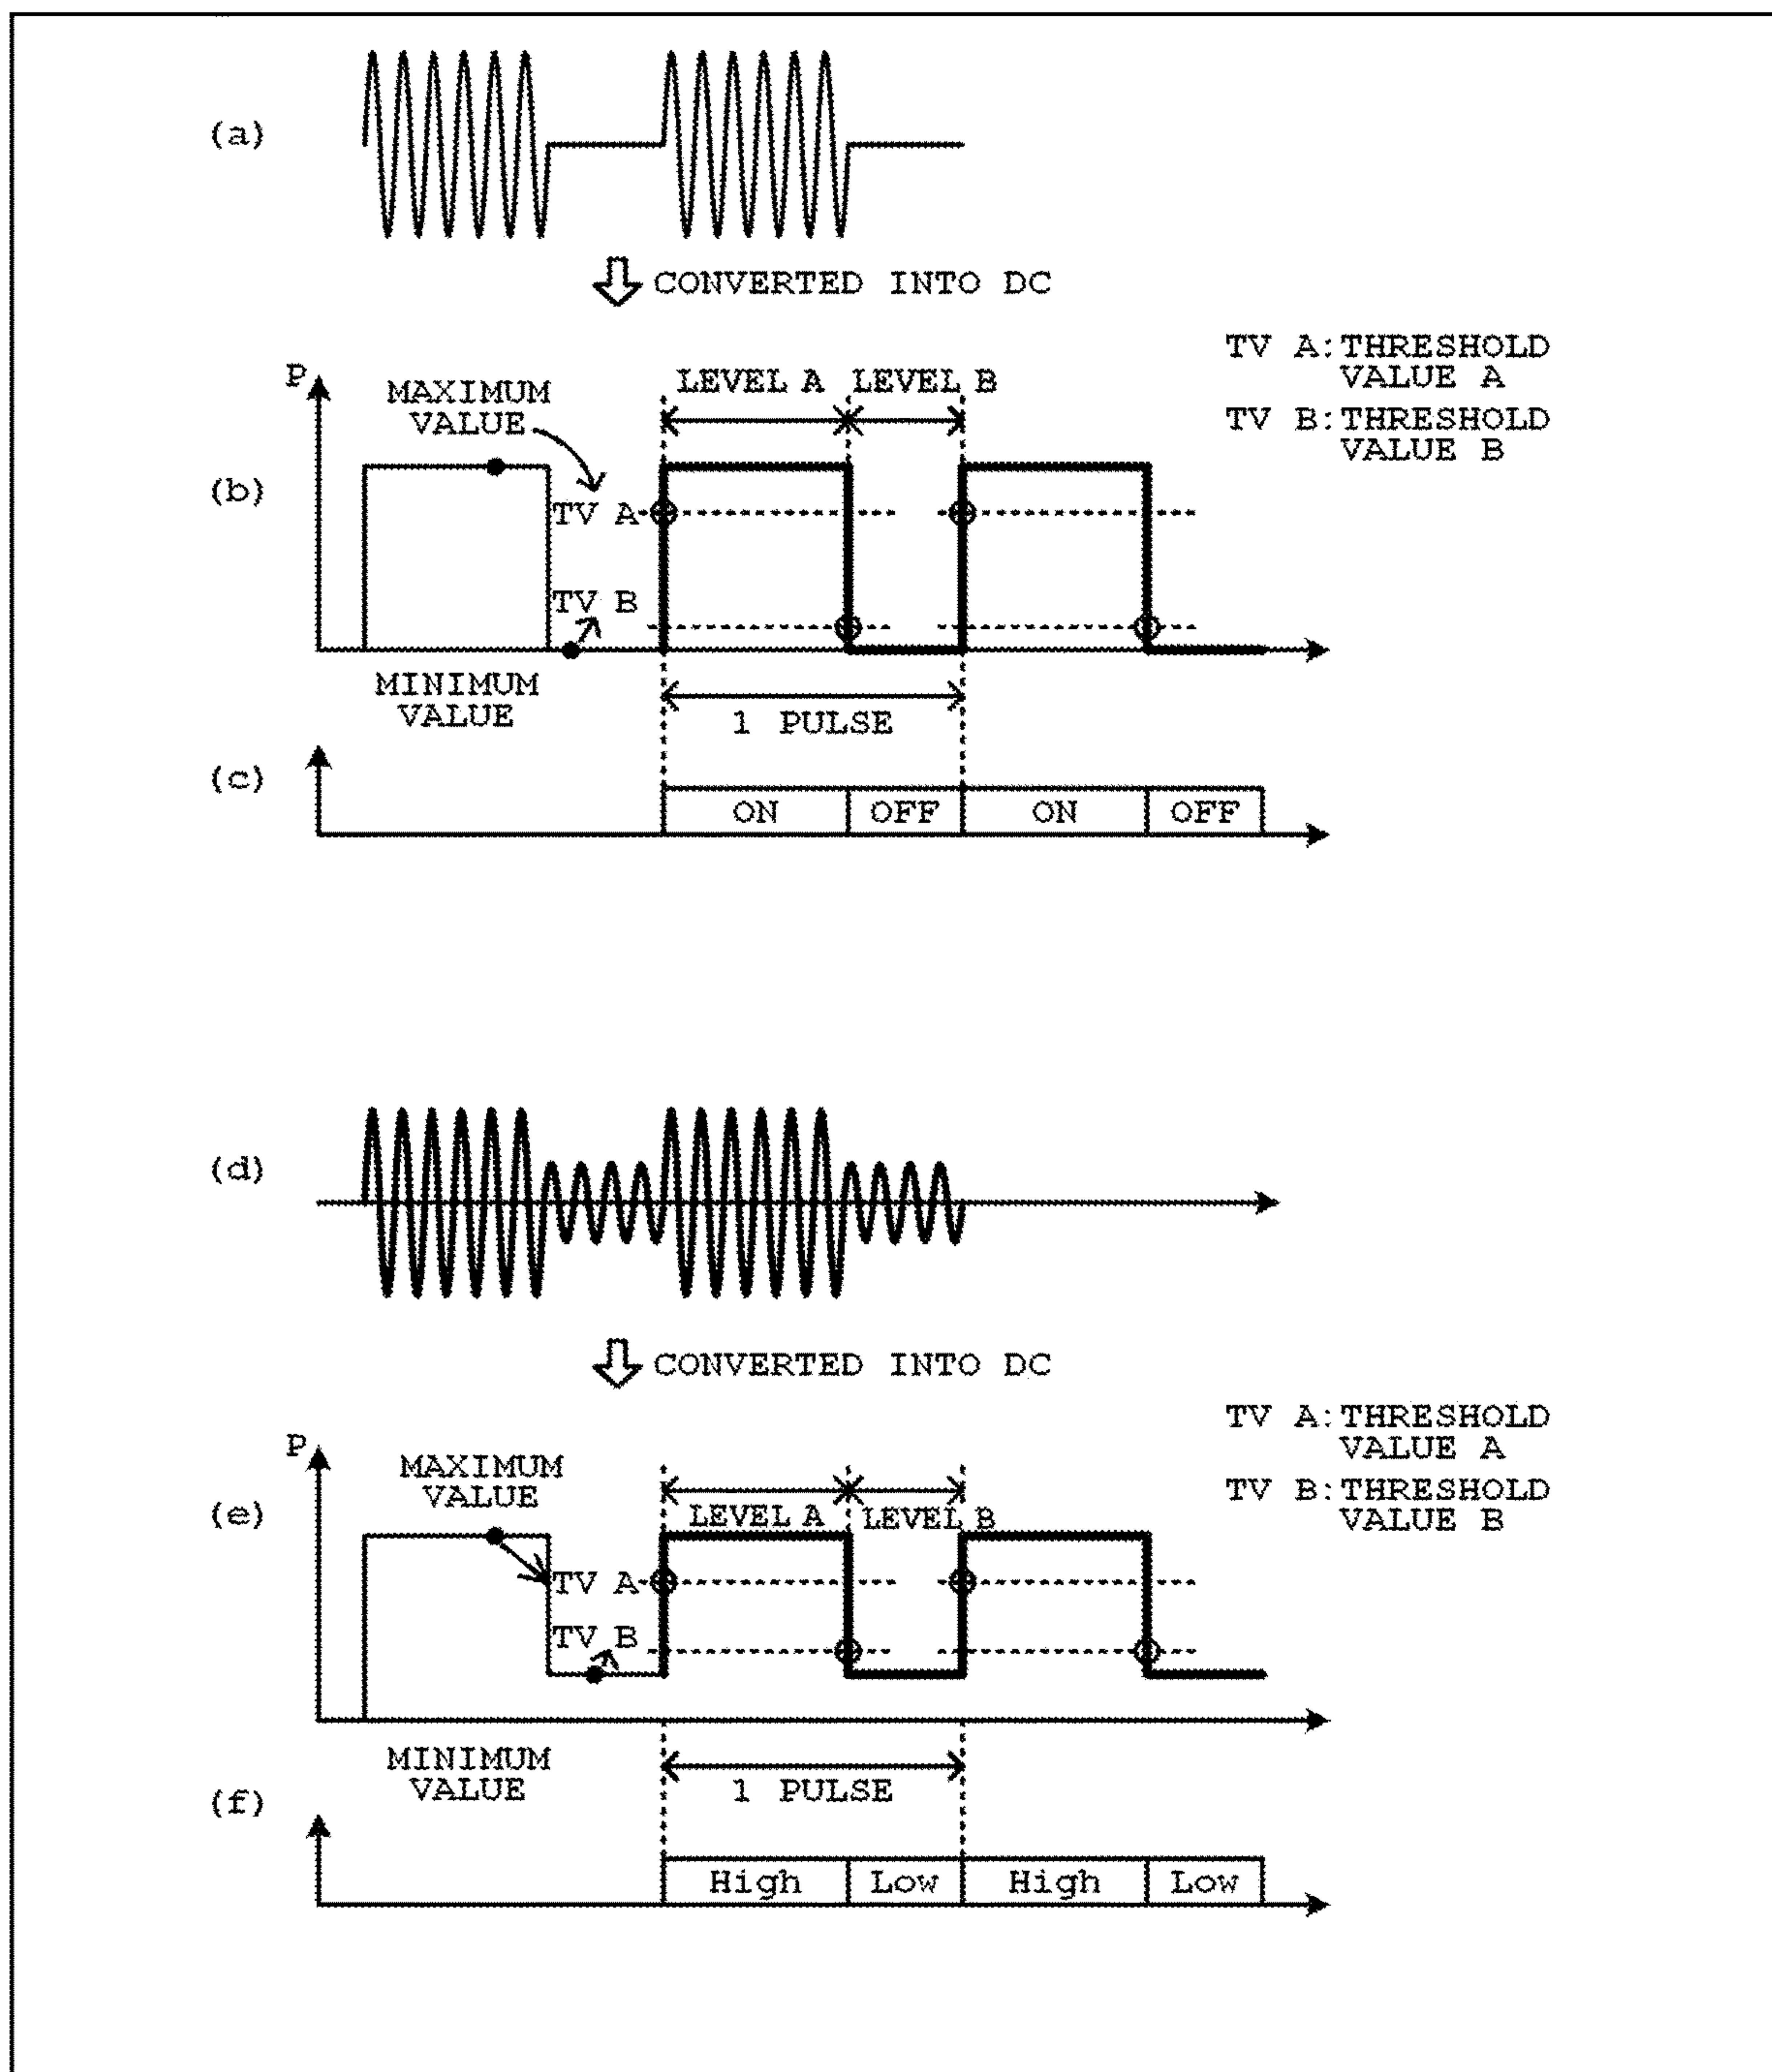 (a)
CONVERTED INTO DC
TV A:THRESHOLD
VALUE A
TV B:THRESHOLD
VALUE B
P
MAXIMUM
VALUE
LEVEL A
LEVEL B
(b)
TV A
TV B
MINIMUM
VALUE
1 PULSE
(c)
ON
OFF
ON
OFF
(d)
CONVERTED INTO DC
TV A:THRESHOLD
VALUE A
TV B:THRESHOLD
VALUE B
P
MAXIMUM
VALUE
(e)
LEVEL A
LEVEL B
TV A
TV B
MINIMUM
VALUE
1 PULSE
(f)
High
Low
High
Low